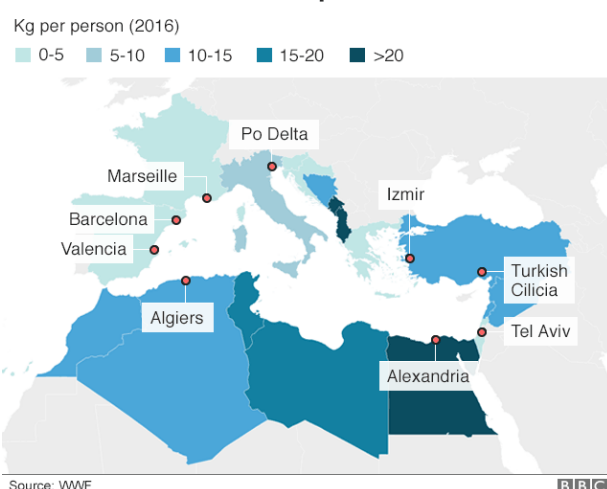 Kg per person (2016)
0-5
5-10
10-15
15-20
>20
Po Delta
Marseille
Izmir
Barcelona
Valencia
Turkish
Cilicia
Algiers
Tel Aviv
Alexandria
Source: WWF
BBC